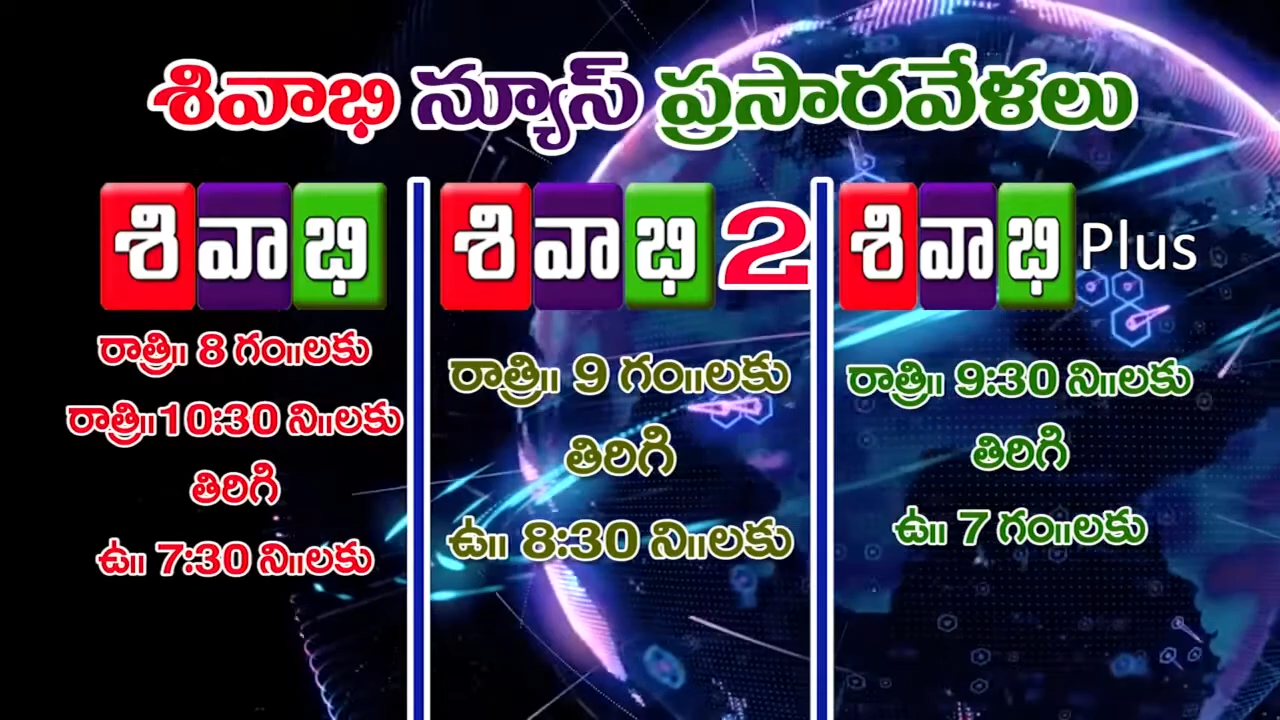 శివాభి న్యూస్ ప్రసారవేళలు
శివాభి
రాత్రి॥ 8 గం॥లకు
రాత్రి॥10:30 ని॥లకు
తిరిగి
ఉ॥ 7:30 ని॥లకు
శివాభి 2
రాత్రి॥ 9 గం॥లకు
తిరిగి
ఉ॥ 8:30 ని॥లకు
శివాభి Plus
రాత్రి॥ 9:30 ని॥లకు
తిరిగి
ఉ॥ 7 గం॥లకు